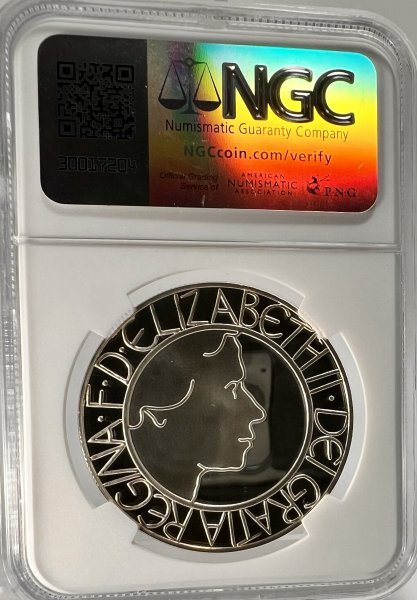 NGC
Numismatic Guaranty Company
NGCcoin.com/verify
30017204
Official Grading
Service of
AMERICAN
NUMISMATIC
ASSOCIATION
P·N·G
ELIZABETH·II·DEI GRATIA REGINA·F·D·